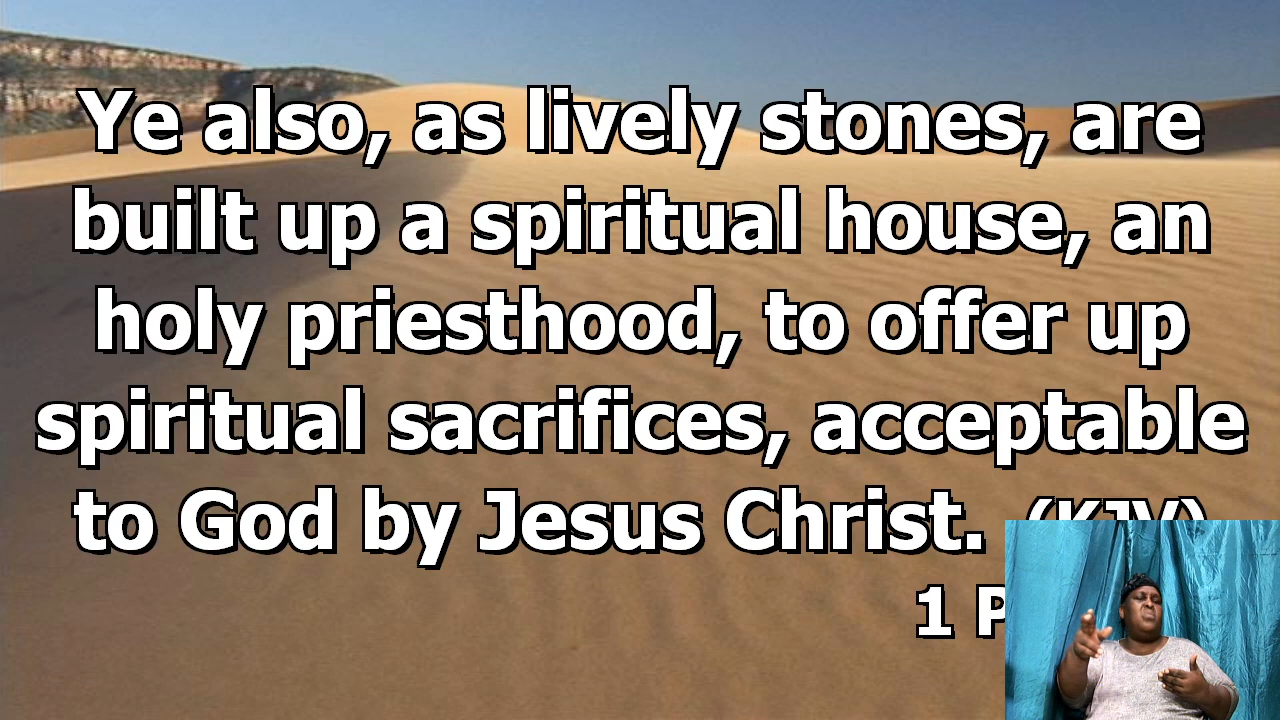 Ye also, as lively stones, are
built up a spiritual house, an
holy priesthood, to offer up
spiritual sacrifices, acceptable
to God by Jesus Christ. (KJV)
1 P